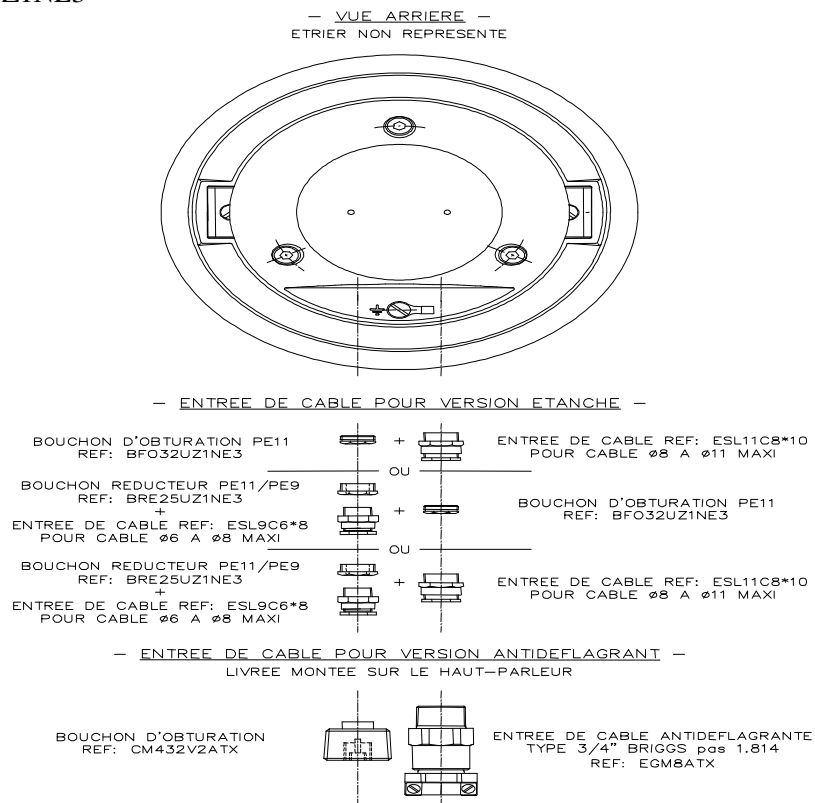 — VUE ARRIERE —
ETRIER NON REPRESENTE
— ENTREE DE CABLE POUR VERSION ETANCHE —
BOUCHON D'OBTURATION PE11
REF: BFO32UZ1NE3
+
ENTREE DE CABLE REF: ESL11C8*10
POUR CABLE ø8 A ø11 MAXI
OU
BOUCHON REDUCTEUR PE11/PE9
REF: BRE25UZ1NE3
+
ENTREE DE CABLE REF: ESL9C6*8
POUR CABLE ø6 A ø8 MAXI
+
BOUCHON D'OBTURATION PE11
REF: BFO32UZ1NE3
OU
BOUCHON REDUCTEUR PE11/PE9
REF: BRE25UZ1NE3
+
ENTREE DE CABLE REF: ESL9C6*8
POUR CABLE ø6 A ø8 MAXI
+
ENTREE DE CABLE REF: ESL11C8*10
POUR CABLE ø8 A ø11 MAXI
— ENTREE DE CABLE POUR VERSION ANTIDEFLAGRANT —
LIVREE MONTEE SUR LE HAUT-PARLEUR
BOUCHON D'OBTURATION
REF: CM432V2ATX
ENTREE DE CABLE ANTIDEFLAGRANTE
TYPE 3/4" BRIGGS pas 1.814
REF: EGM8ATX